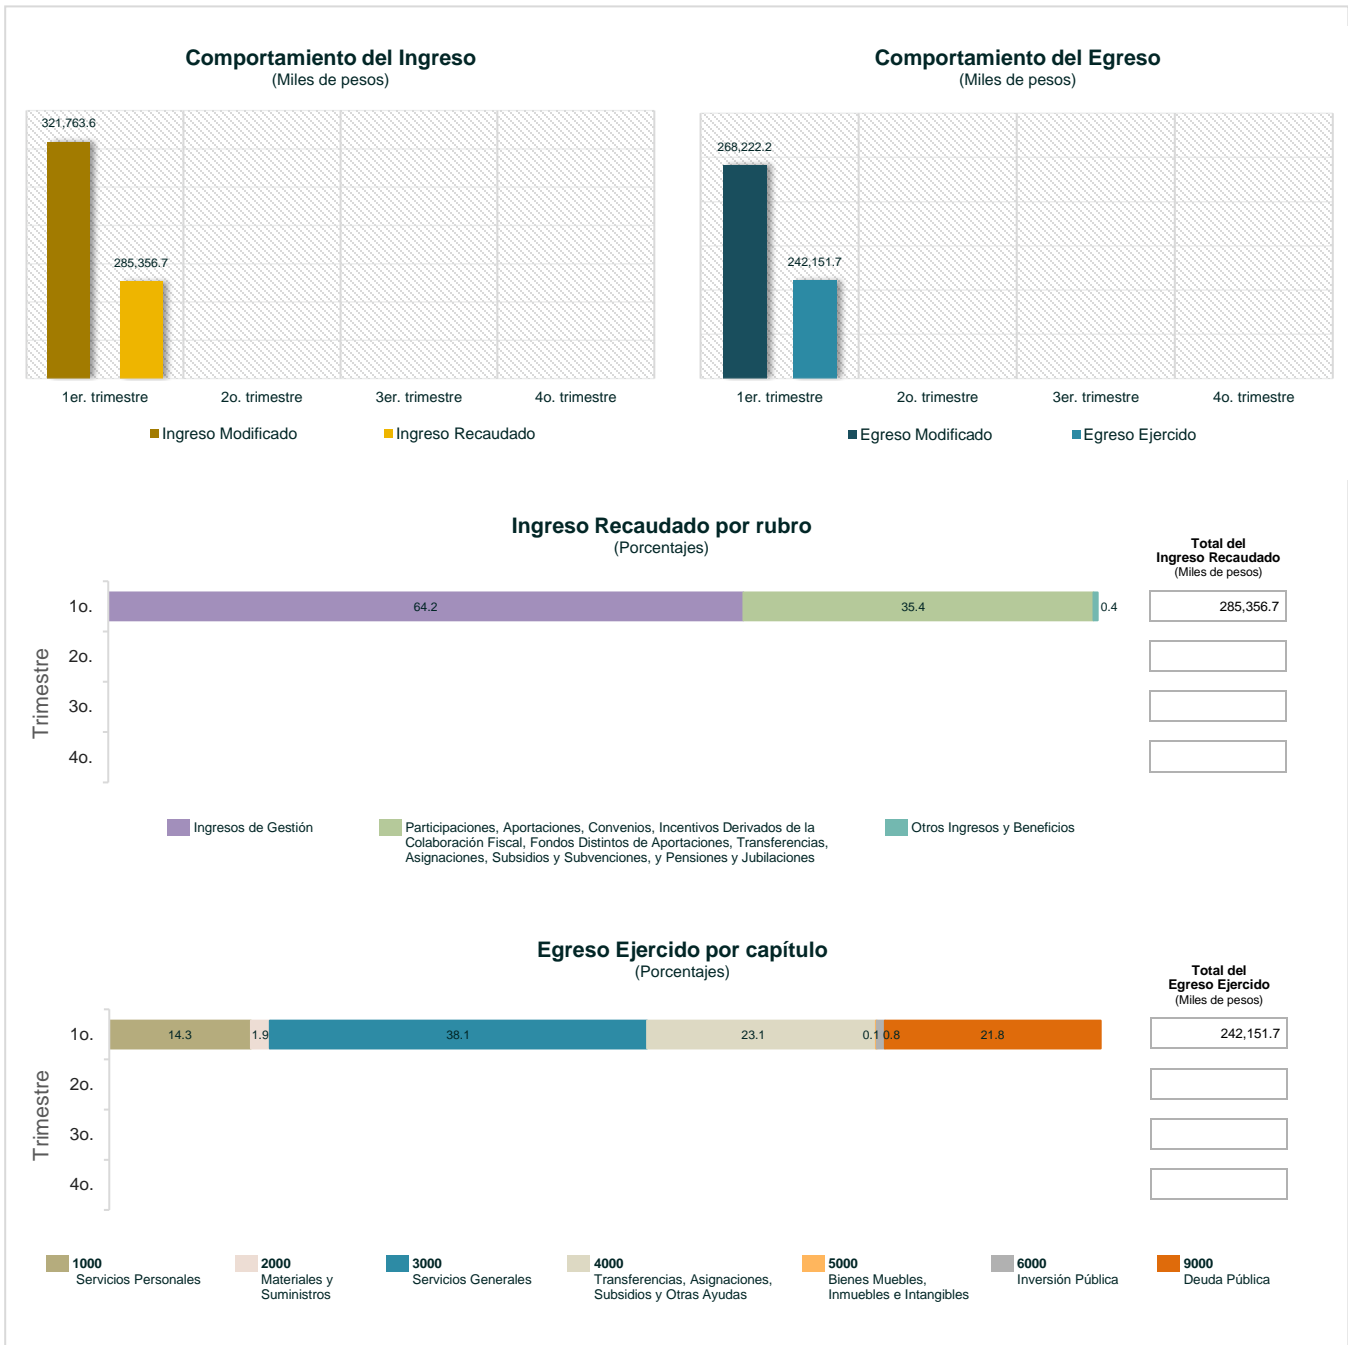 Comportamiento del Ingreso
(Miles de pesos)
321,763.6
285,356.7
1er. trimestre
2o. trimestre
3er. trimestre
4o. trimestre
Ingreso Modificado
Ingreso Recaudado
Comportamiento del Egreso
(Miles de pesos)
268,222.2
242,151.7
1er. trimestre
2o. trimestre
3er. trimestre
4o. trimestre
Egreso Modificado
Egreso Ejercido
Ingreso Recaudado por rubro
(Porcentajes)
Total del
Ingreso Recaudado
(Miles de pesos)
Trimestre
1o.
64.2
35.4
0.4
285,356.7
2o.
3o.
4o.
Ingresos de Gestión
Participaciones, Aportaciones, Convenios, Incentivos Derivados de la
Colaboración Fiscal, Fondos Distintos de Aportaciones, Transferencias,
Asignaciones, Subsidios y Subvenciones, y Pensiones y Jubilaciones
Otros Ingresos y Beneficios
Egreso Ejercido por capítulo
(Porcentajes)
Total del
Egreso Ejercido
(Miles de pesos)
Trimestre
1o.
14.3
1.9
38.1
23.1
0.1
0.8
21.8
242,151.7
2o.
3o.
4o.
1000
Servicios Personales
2000
Materiales y
Suministros
3000
Servicios Generales
4000
Transferencias, Asignaciones,
Subsidios y Otras Ayudas
5000
Bienes Muebles,
Inmuebles e Intangibles
6000
Inversión Pública
9000
Deuda Pública